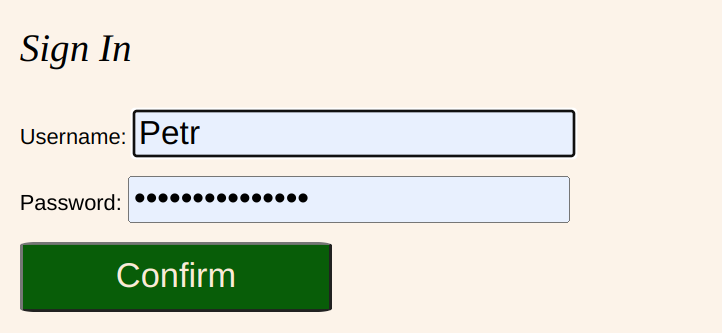 Sign In
Username: Petr
Password: •••••••••••••••
Confirm